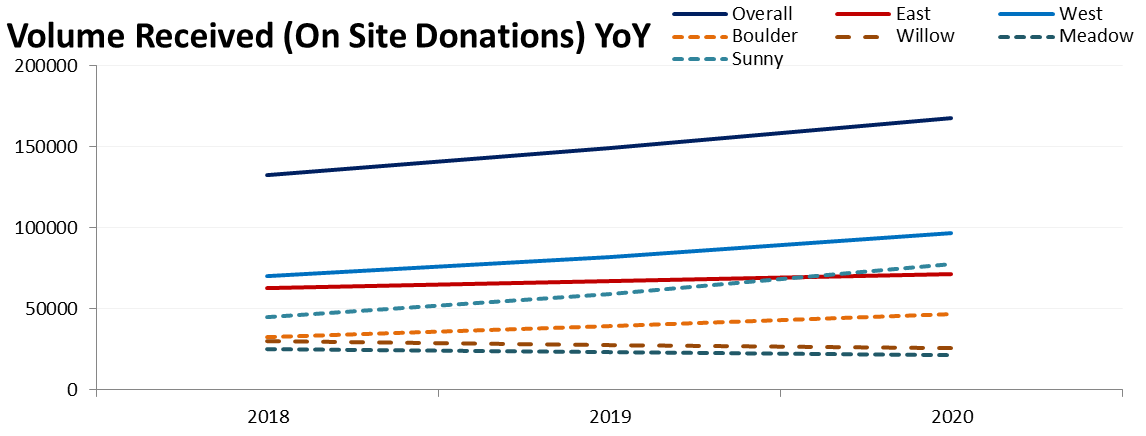 Volume Received (On Site Donations) YoY
Overall East West
Boulder Willow Meadow
Sunny
200000
150000
100000
50000
0
2018 2019 2020